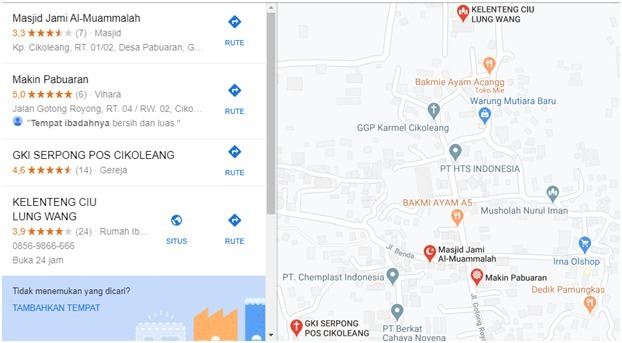 Masjid Jami Al-Muammalah
3,3 (7) · Masjid
Kp. Cikoleang, RT. 01/02, Desa Pabuaran, G...
RUTE
Makin Pabuaran
5,0 (6) · Vihara
Jalan Gotong Royong, RT. 04 / RW. 02, Ciko...
"Tempat ibadahnya bersih dan luas."
RUTE
GKI SERPONG POS CIKOLEANG
4,6 (14) · Gereja
RUTE
KELENTENG CIU
LUNG WANG
3,9 (24) · Rumah Ib...
0856-9866-666
Buka 24 jam
SITUS
RUTE
Tidak menemukan yang dicari?
TAMBAHKAN TEMPAT
KELENTENG CIU
LUNG WANG
Bakmie Ayam Acangg
Toko Mie
Warung Mutiara Baru
GGP Karmel Cikoleang
PT HTS INDONESIA
BAKMI AYAM A5
Musholah Nurul Iman
Jl. Benda
Masjid Jami
Al-Muammalah
Irna Olshop
PT. Chemplast Indonesia
Makin Pabuaran
Dedik Pamungkas
Jl. Gotong Royong
GKI SERPONG
POS CIKOLEANG
PT Berkat
Cahaya Novena